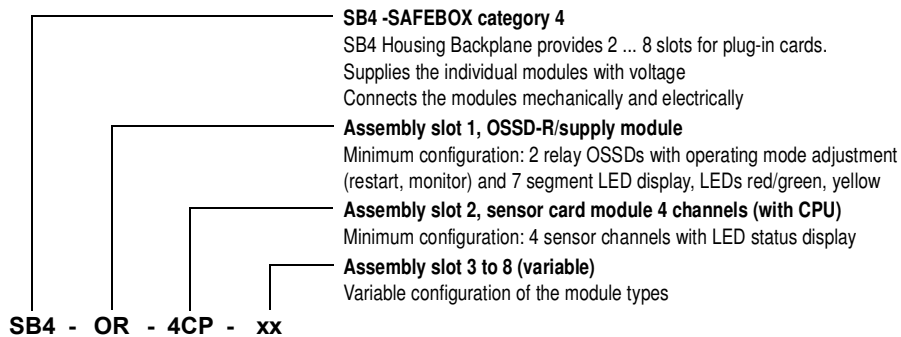 SB4 -SAFEBOX category 4
SB4 Housing Backplane provides 2 ... 8 slots for plug-in cards.
Supplies the individual modules with voltage
Connects the modules mechanically and electrically
Assembly slot 1, OSSD-R/supply module
Minimum configuration: 2 relay OSSDs with operating mode adjustment
(restart, monitor) and 7 segment LED display, LEDs red/green, yellow
Assembly slot 2, sensor card module 4 channels (with CPU)
Minimum configuration: 4 sensor channels with LED status display
Assembly slot 3 to 8 (variable)
Variable configuration of the module types
SB4 - OR - 4CP - xx